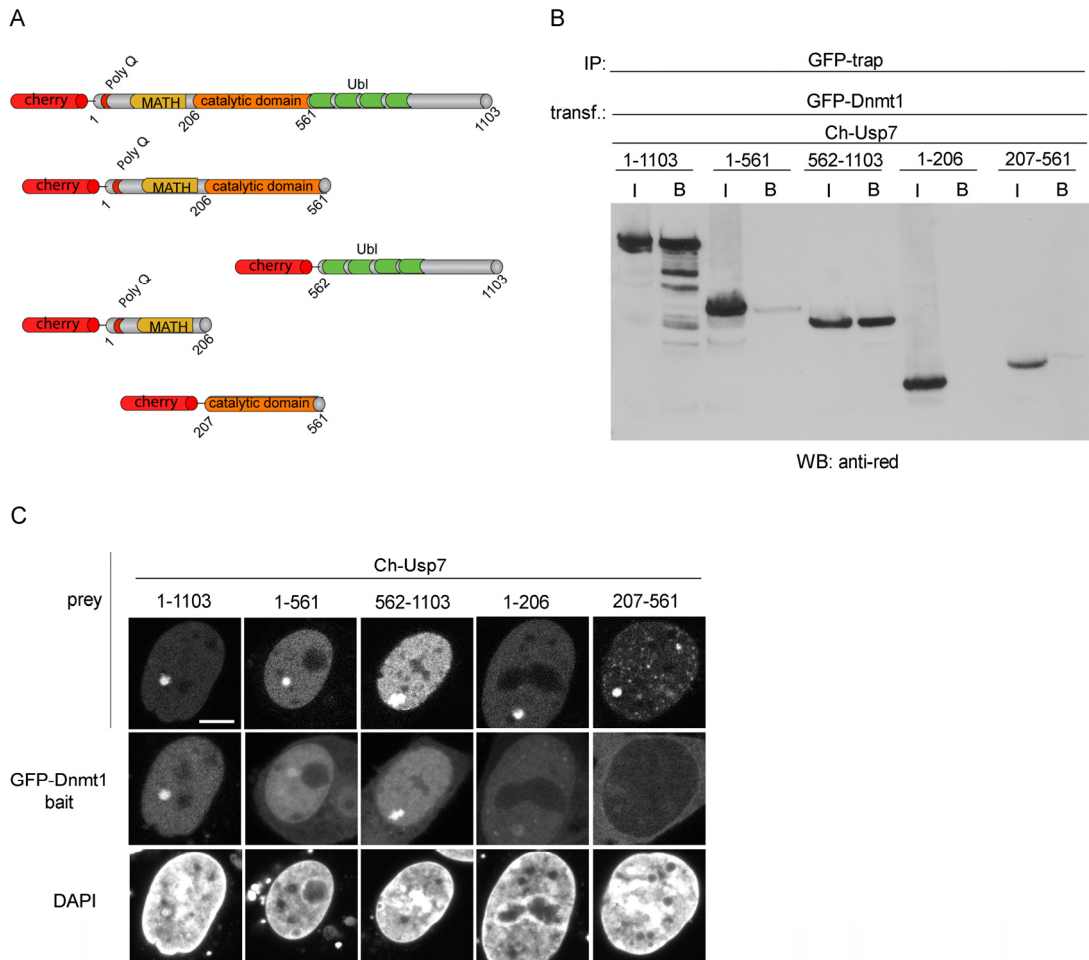 A
Poly Q
Ubl
cherry
MATH
catalytic domain
1
206
561
1103
Poly Q
cherry
MATH
catalytic domain
1
206
561
Ubl
cherry
562
1103
Poly Q
cherry
MATH
1
206
cherry
catalytic domain
207
561
B
IP: GFP-trap
transf.: GFP-Dnmt1
Ch-Usp7
1-1103 1-561 562-1103 1-206 207-561
I B I B I B I B I B
WB: anti-red
C
Ch-Usp7
prey 1-1103 1-561 562-1103 1-206 207-561
GFP-Dnmt1
bait
DAPI